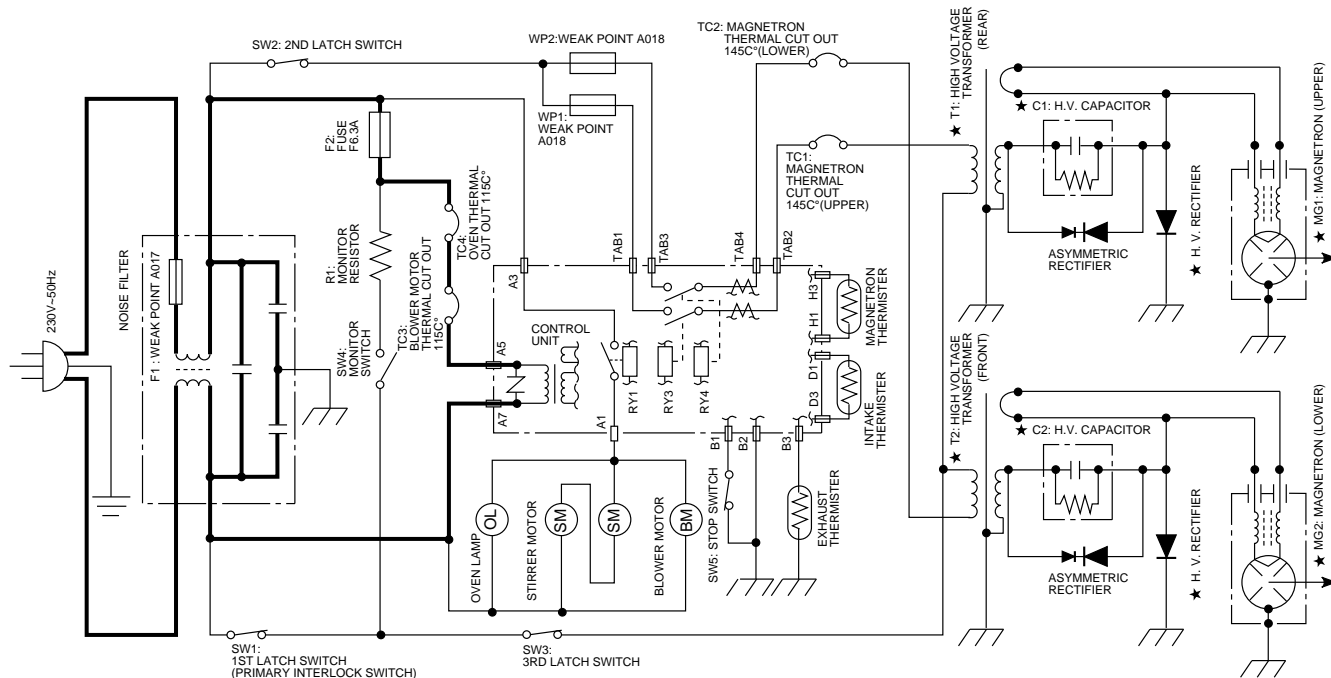 230V~50Hz
NOISE FILTER
F1 : WEAK POINT A017
SW2: 2ND LATCH SWITCH
F2:
FUSE
F6.3A
R1:
MONITOR
RESISTOR
SW4:
MONITOR
SWITCH
TC4:
OVEN THERMAL
CUT OUT 115C°
TC3:
BLOWER MOTOR
THERMAL CUT OUT
115C°
WP2:WEAK POINT A018
WP1:
WEAK POINT
A018
TC2: MAGNETRON
THERMAL CUT OUT
145C°(LOWER)
TC1:
MAGNETRON
THERMAL
CUT OUT
145C°(UPPER)
A3
TAB1
TAB3
TAB4
TAB2
A5
A7
CONTROL
UNIT
A1
RY1
RY3
RY4
H3
H1
D1
D3
B1
B2
B3
MAGNETRON
THERMISTER
INTAKE
THERMISTER
EXHAUST
THERMISTER
SW5: STOP SWITCH
OVEN LAMP
OL
STIRRER MOTOR
SM
SM
BLOWER MOTOR
BM
SW1:
1ST LATCH SWITCH
(PRIMARY INTERLOCK SWITCH)
SW3:
3RD LATCH SWITCH
★ T1: HIGH VOLTAGE
TRANSFORMER
(REAR)
★ C1: H.V. CAPACITOR
ASYMMETRIC
RECTIFIER
★ H. V. RECTIFIER
★ MG1: MAGNETRON (UPPER)
★ T2: HIGH VOLTAGE
TRANSFORMER
(FRONT)
★ C2: H.V. CAPACITOR
ASYMMETRIC
RECTIFIER
★ H. V. RECTIFIER
★ MG2: MAGNETRON (LOWER)